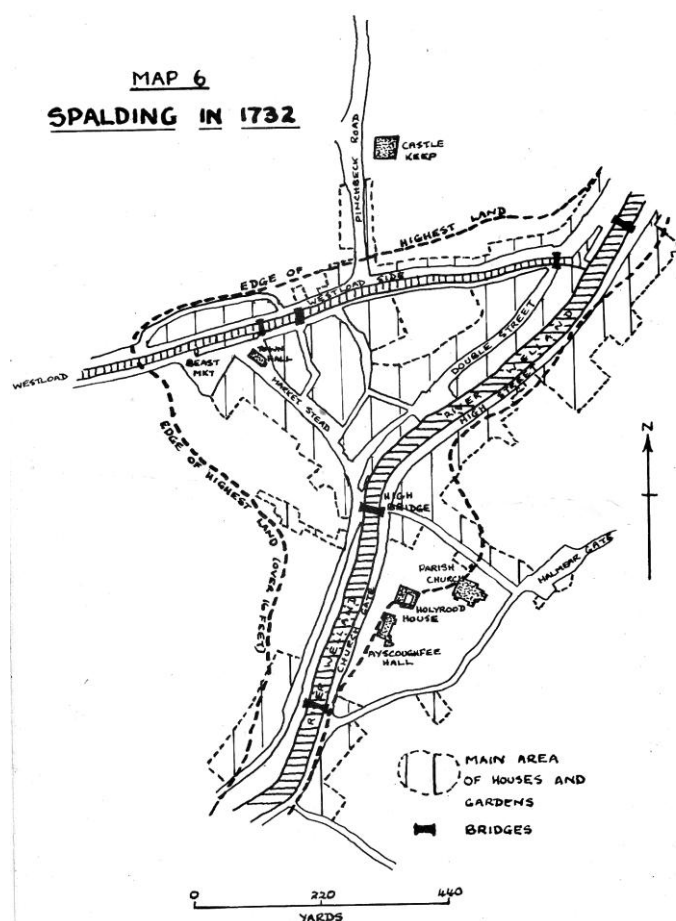 MAP 6
SPALDING IN 1732
PINCHBECK ROAD
CASTLE
KEEP
EDGE OF HIGHEST LAND
WESTLOAD SIDE
WESTLOAD
BEAST
MKT
TOWN
HALL
MARKET STEAD
DOUBLE STREET
RIVER WELLAND
HIGH STREET
EDGE OF HIGHEST LAND (OVER 16 FEET)
HIGH
BRIDGE
N
PARISH
CHURCH
HALMEAR GATE
HOLYROOD
HOUSE
AYSCOUGHFEE
HALL
RIVER WELLAND
CHURCH GATE
MAIN AREA
OF HOUSES AND
GARDENS
BRIDGES
0 220 440
YARDS